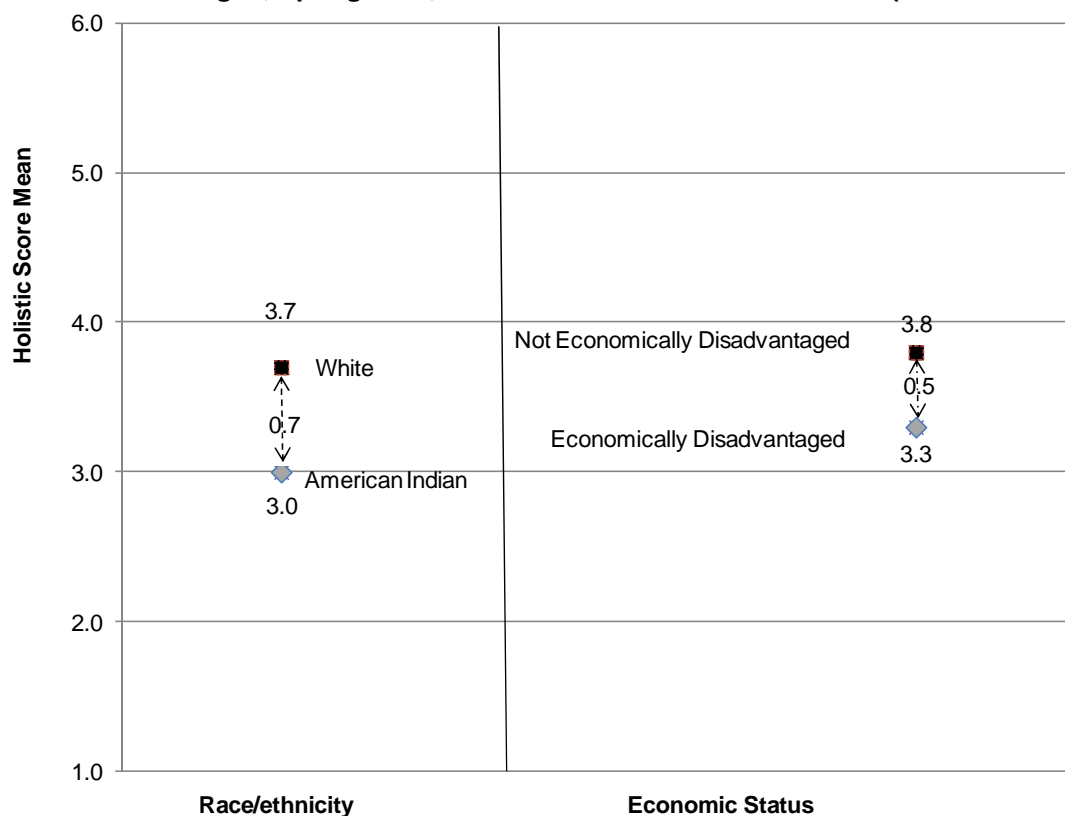 6.0
5.0
4.0
3.0
2.0
1.0
Holistic Score Mean
3.7
White
0.7
American Indian
3.0
3.8
Not Economically Disadvantaged
0.5
Economically Disadvantaged
3.3
Race/ethnicity
Economic Status